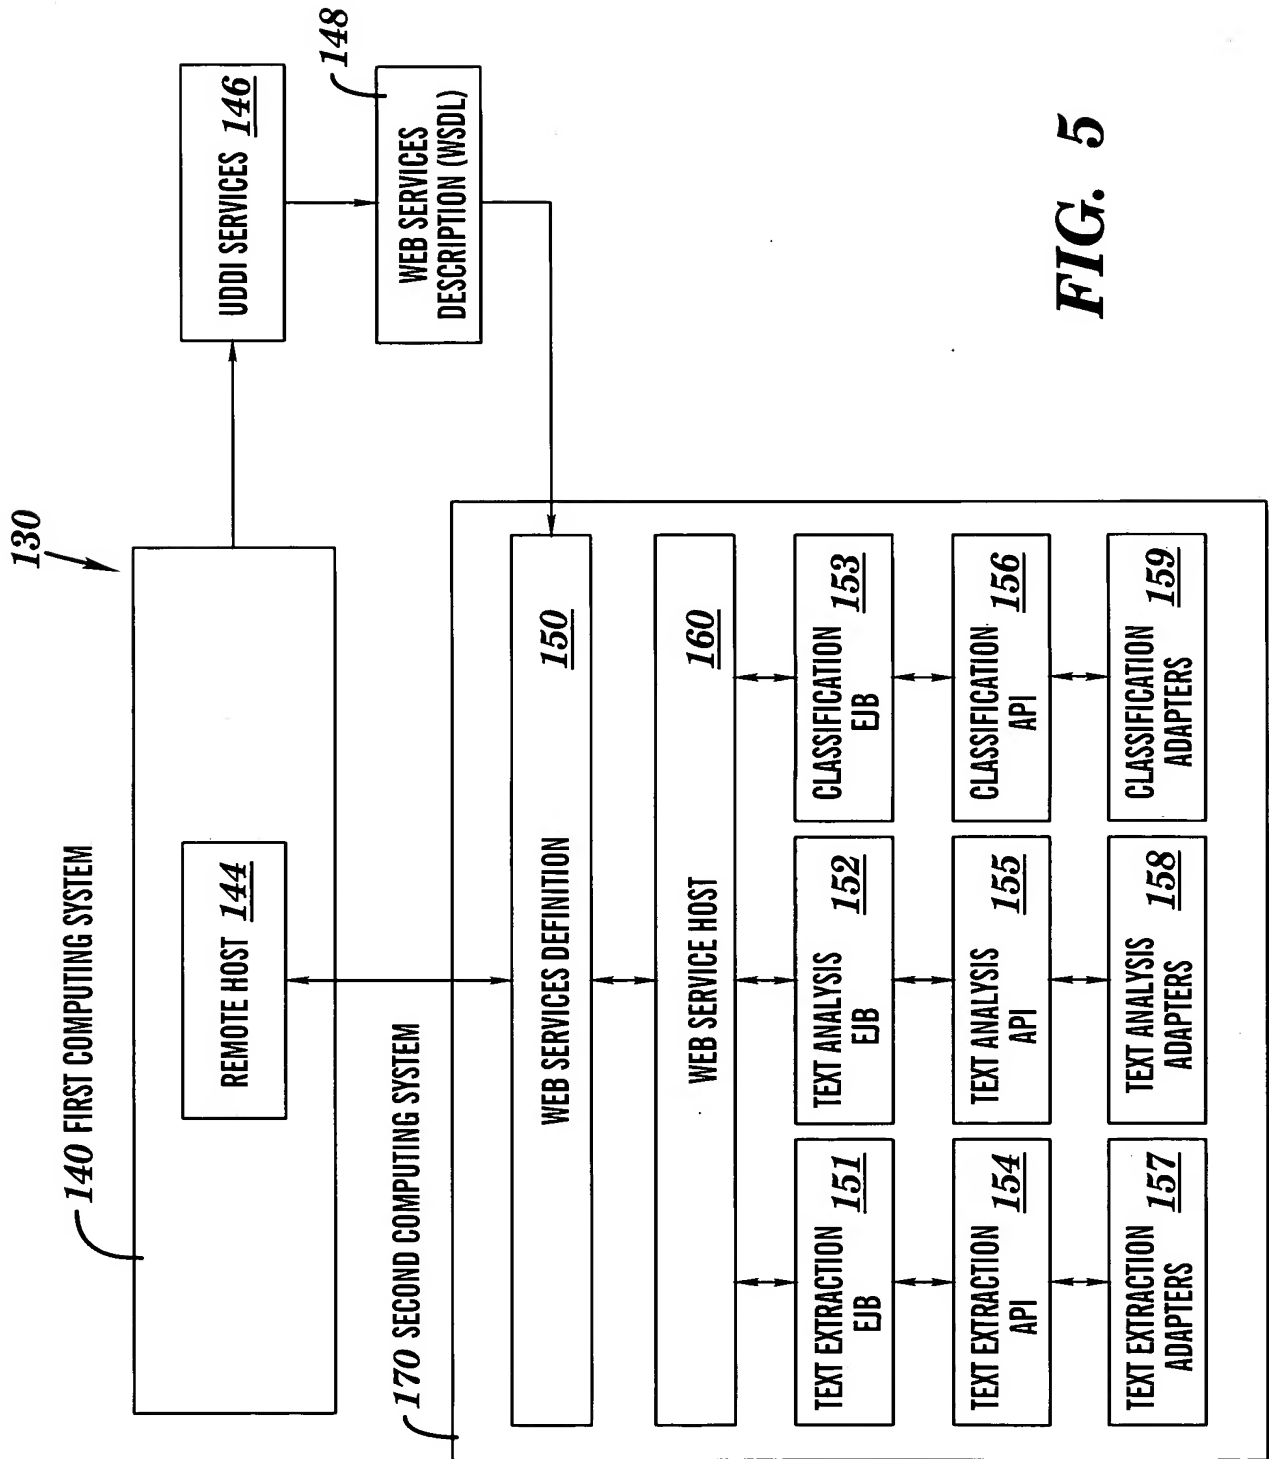 130
140 FIRST COMPUTING SYSTEM
REMOTE HOST 144
UDDI SERVICES 146
148
WEB SERVICES
DESCRIPTION (WSDL)
170 SECOND COMPUTING SYSTEM
WEB SERVICES DEFINITION 150
WEB SERVICE HOST 160
TEXT EXTRACTION 151
EJB
TEXT ANALYSIS 152
EJB
CLASSIFICATION 153
EJB
TEXT EXTRACTION 154
API
TEXT ANALYSIS 155
API
CLASSIFICATION 156
API
TEXT EXTRACTION 157
ADAPTERS
TEXT ANALYSIS 158
ADAPTERS
CLASSIFICATION 159
ADAPTERS
FIG. 5